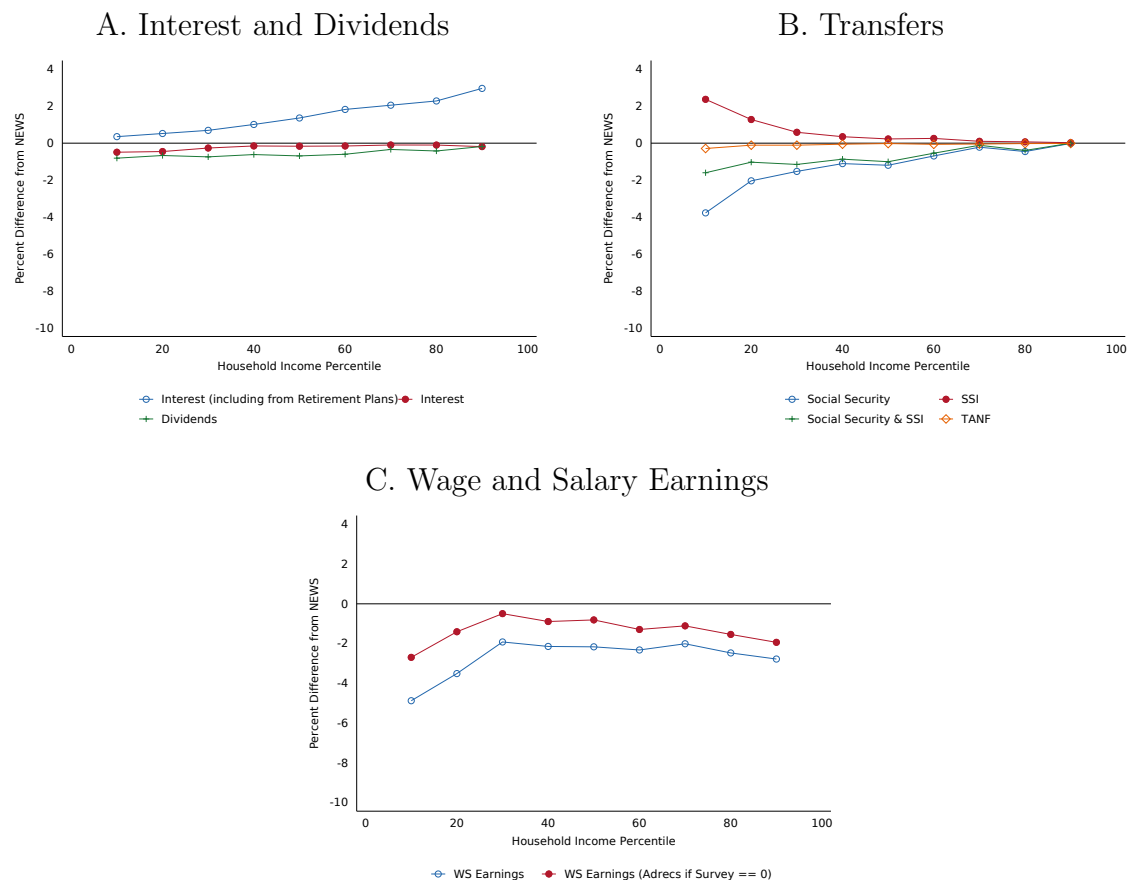 A. Interest and Dividends
Percent Difference from NEWS
4
2
0
-2
-4
-6
-8
-10
0 20 40 60 80 100
Household Income Percentile
Interest (including from Retirement Plans) Interest
Dividends
B. Transfers
Percent Difference from NEWS
4
2
0
-2
-4
-6
-8
-10
0 20 40 60 80 100
Household Income Percentile
Social Security SSI
Social Security & SSI TANF
C. Wage and Salary Earnings
Percent Difference from NEWS
4
2
0
-2
-4
-6
-8
-10
0 20 40 60 80 100
Household Income Percentile
WS Earnings WS Earnings (Adrecs if Survey == 0)